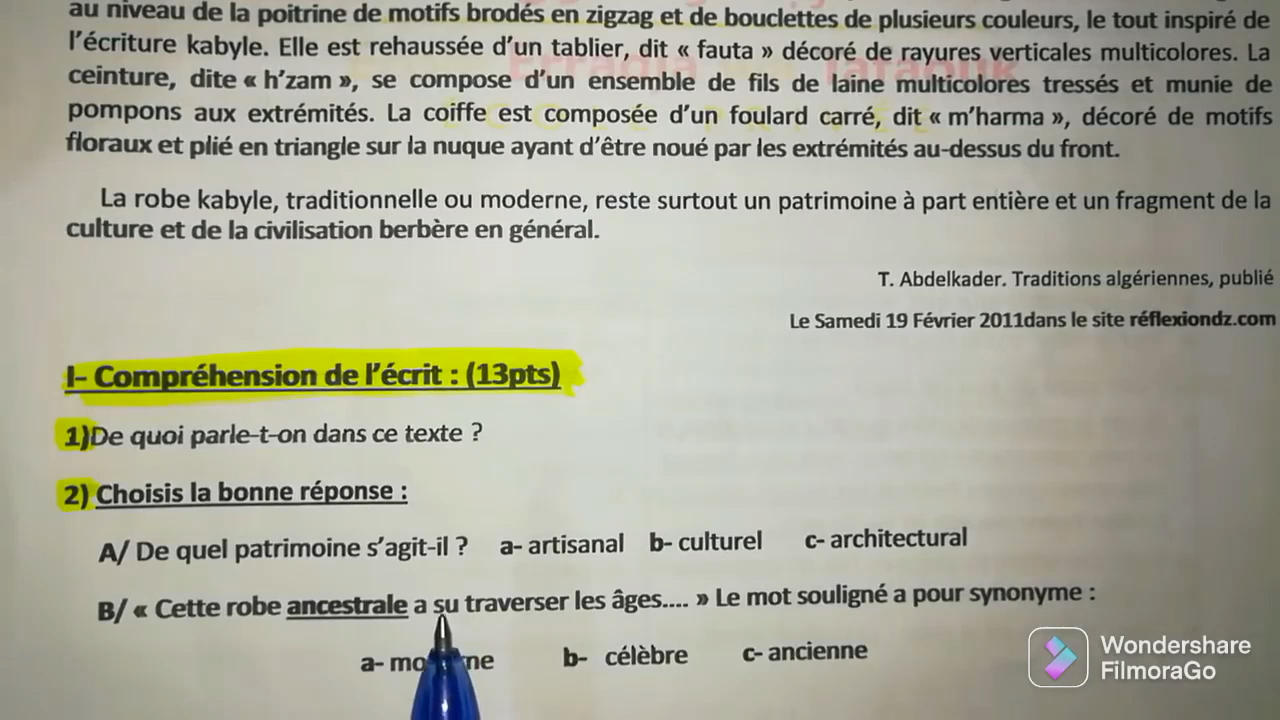 au niveau de la poitrine de motifs brodés en zigzag et de bouclettes de plusieurs couleurs, le tout inspiré de
l'écriture kabyle. Elle est rehaussée d'un tablier, dit « fauta » décoré de rayures verticales multicolores. La
ceinture, dite « h'zam », se compose d'un ensemble de fils de laine multicolores tressés et munie de
pompons aux extrémités. La coiffe est composée d'un foulard carré, dit « m'harma », décoré de motifs
floraux et plié en triangle sur la nuque ayant d'être noué par les extrémités au-dessus du front.
La robe kabyle, traditionnelle ou moderne, reste surtout un patrimoine à part entière et un fragment de la
culture et de la civilisation berbère en général.
T. Abdelkader. Traditions algériennes, publié
Le Samedi 19 Février 2011dans le site réflexiondz.com
I- Compréhension de l'écrit : (13pts)
1)De quoi parle-t-on dans ce texte ?
2) Choisis la bonne réponse :
A/ De quel patrimoine s'agit-il ? a- artisanal b- culturel c- architectural
B/ « Cette robe ancestrale a su traverser les âges.... » Le mot souligné a pour synonyme :
a- mo ne b- célèbre c- ancienne
Wondershare
FilmoraGo